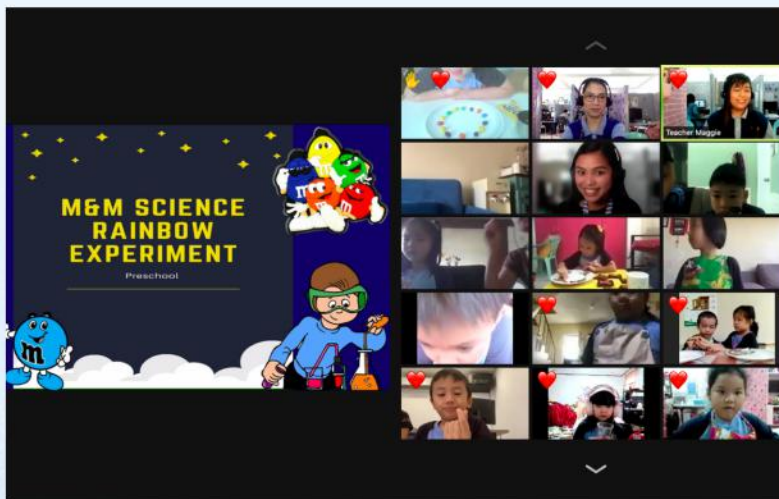 M&M SCIENCE
RAINBOW
EXPERIMENT
Preschool
m
m
Teacher Maggie